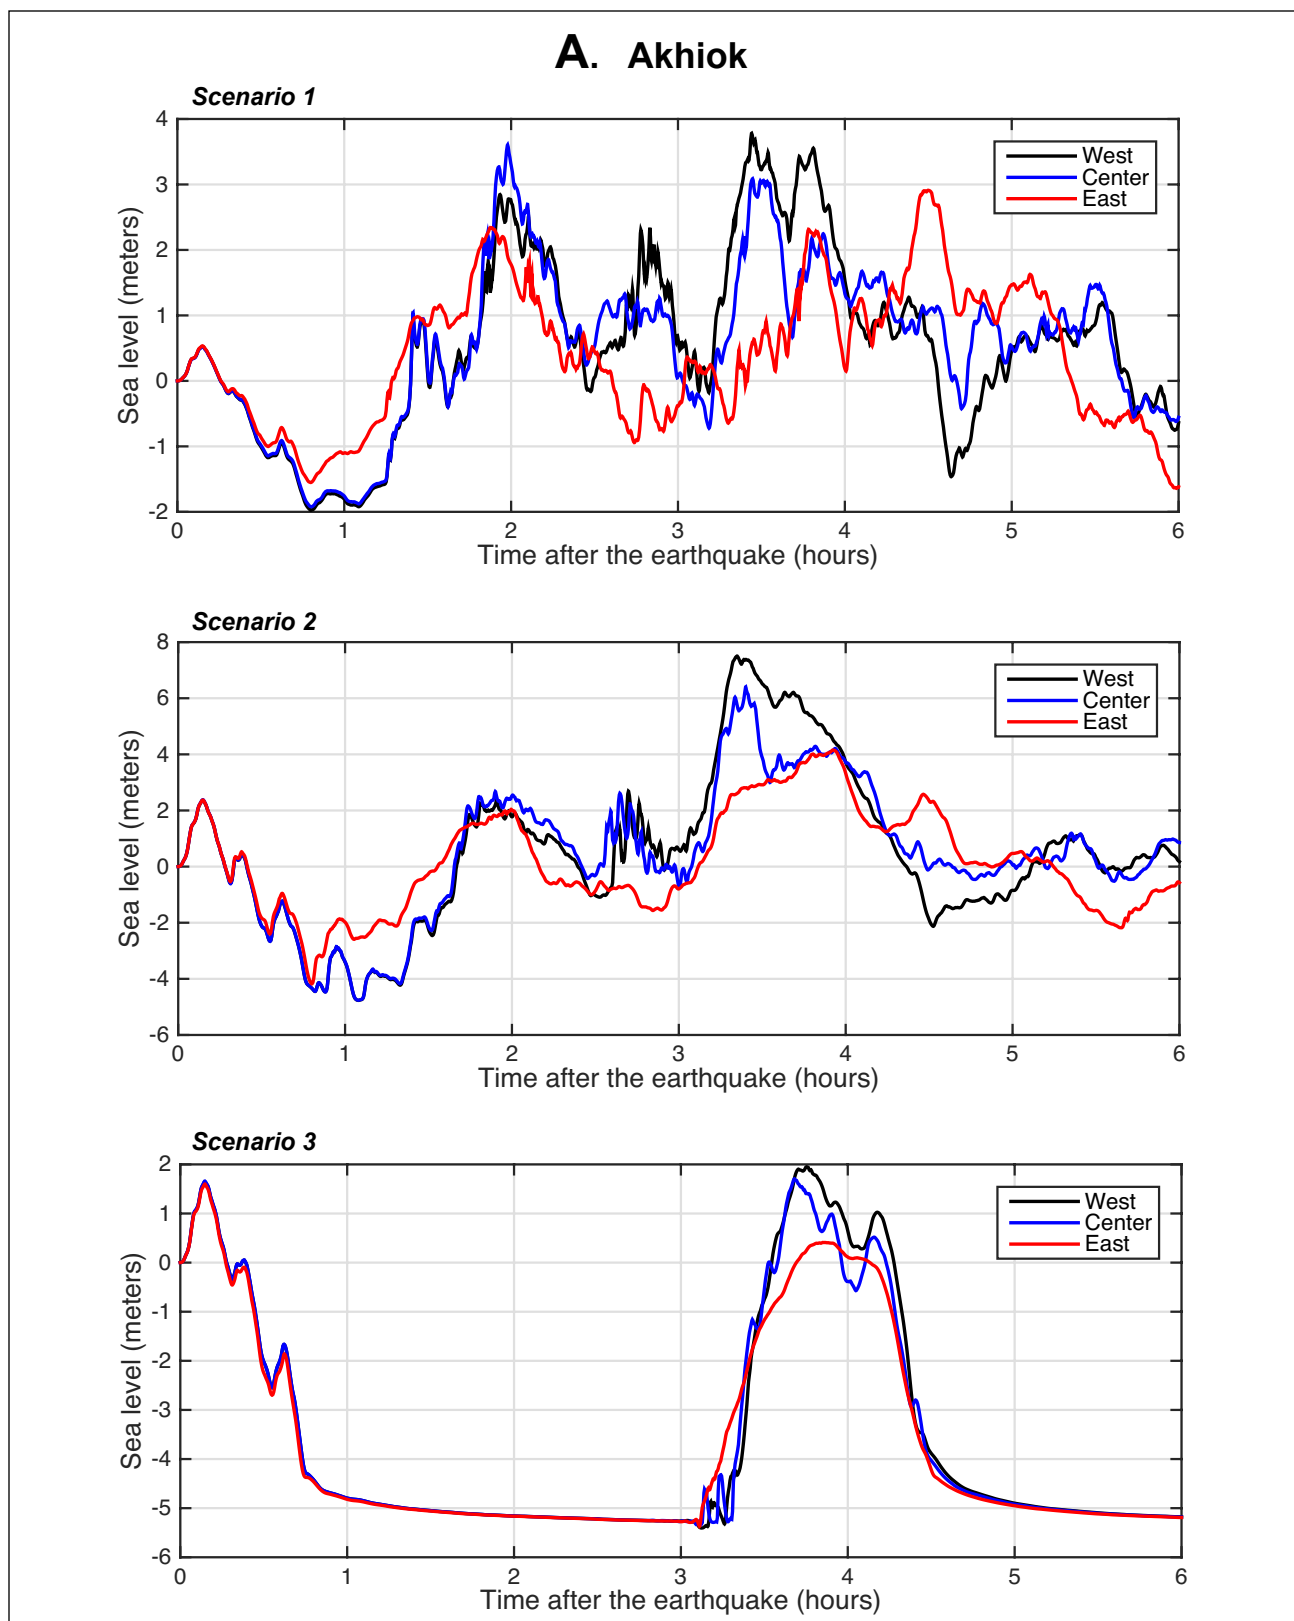 A. Akhiok
Scenario 1
4
3
2
1
0
-1
-2
Sea level (meters)
West
Center
East
0 1 2 3 4 5 6
Time after the earthquake (hours)
Scenario 2
8
6
4
2
0
-2
-4
-6
Sea level (meters)
West
Center
East
0 1 2 3 4 5 6
Time after the earthquake (hours)
Scenario 3
2
1
0
-1
-2
-3
-4
-5
-6
Sea level (meters)
West
Center
East
0 1 2 3 4 5 6
Time after the earthquake (hours)